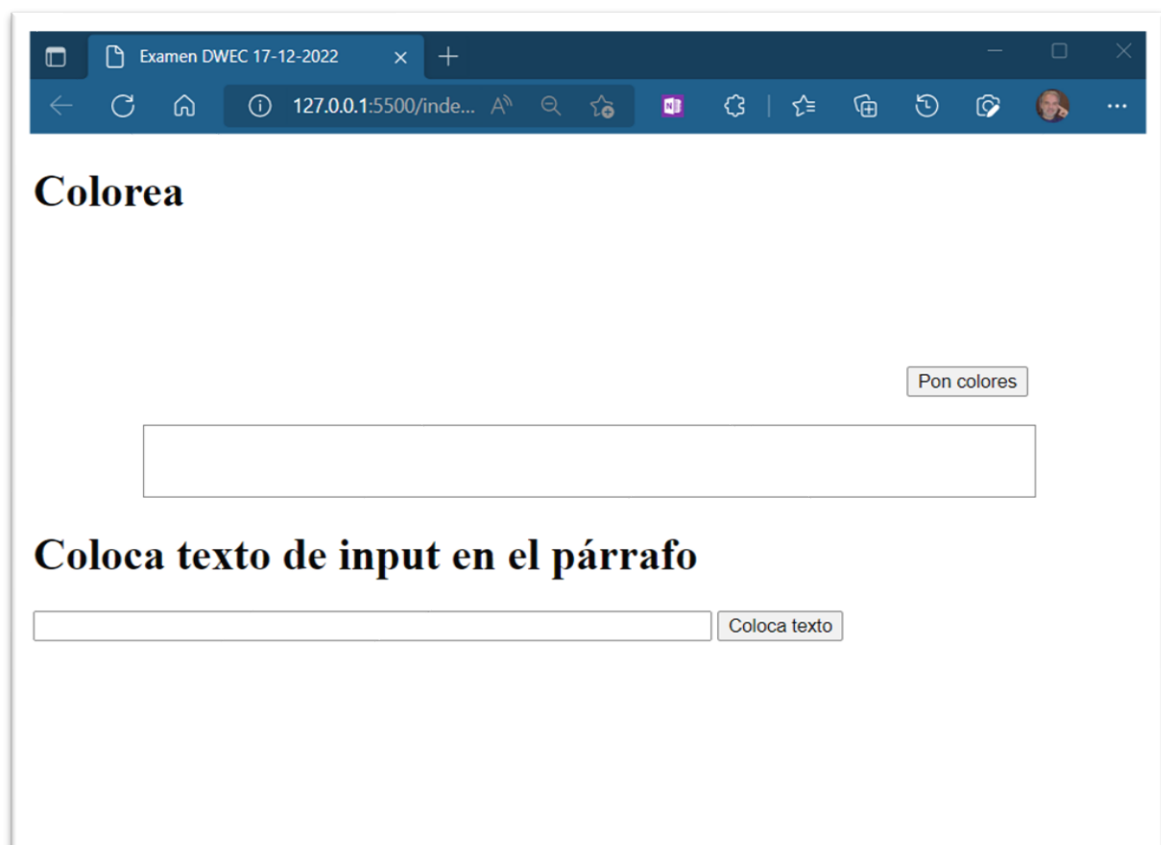 Examen DWEC 17-12-2022
127.0.0.1:5500/inde...
Colorea
Pon colores
Coloca texto de input en el párrafo
Coloca texto